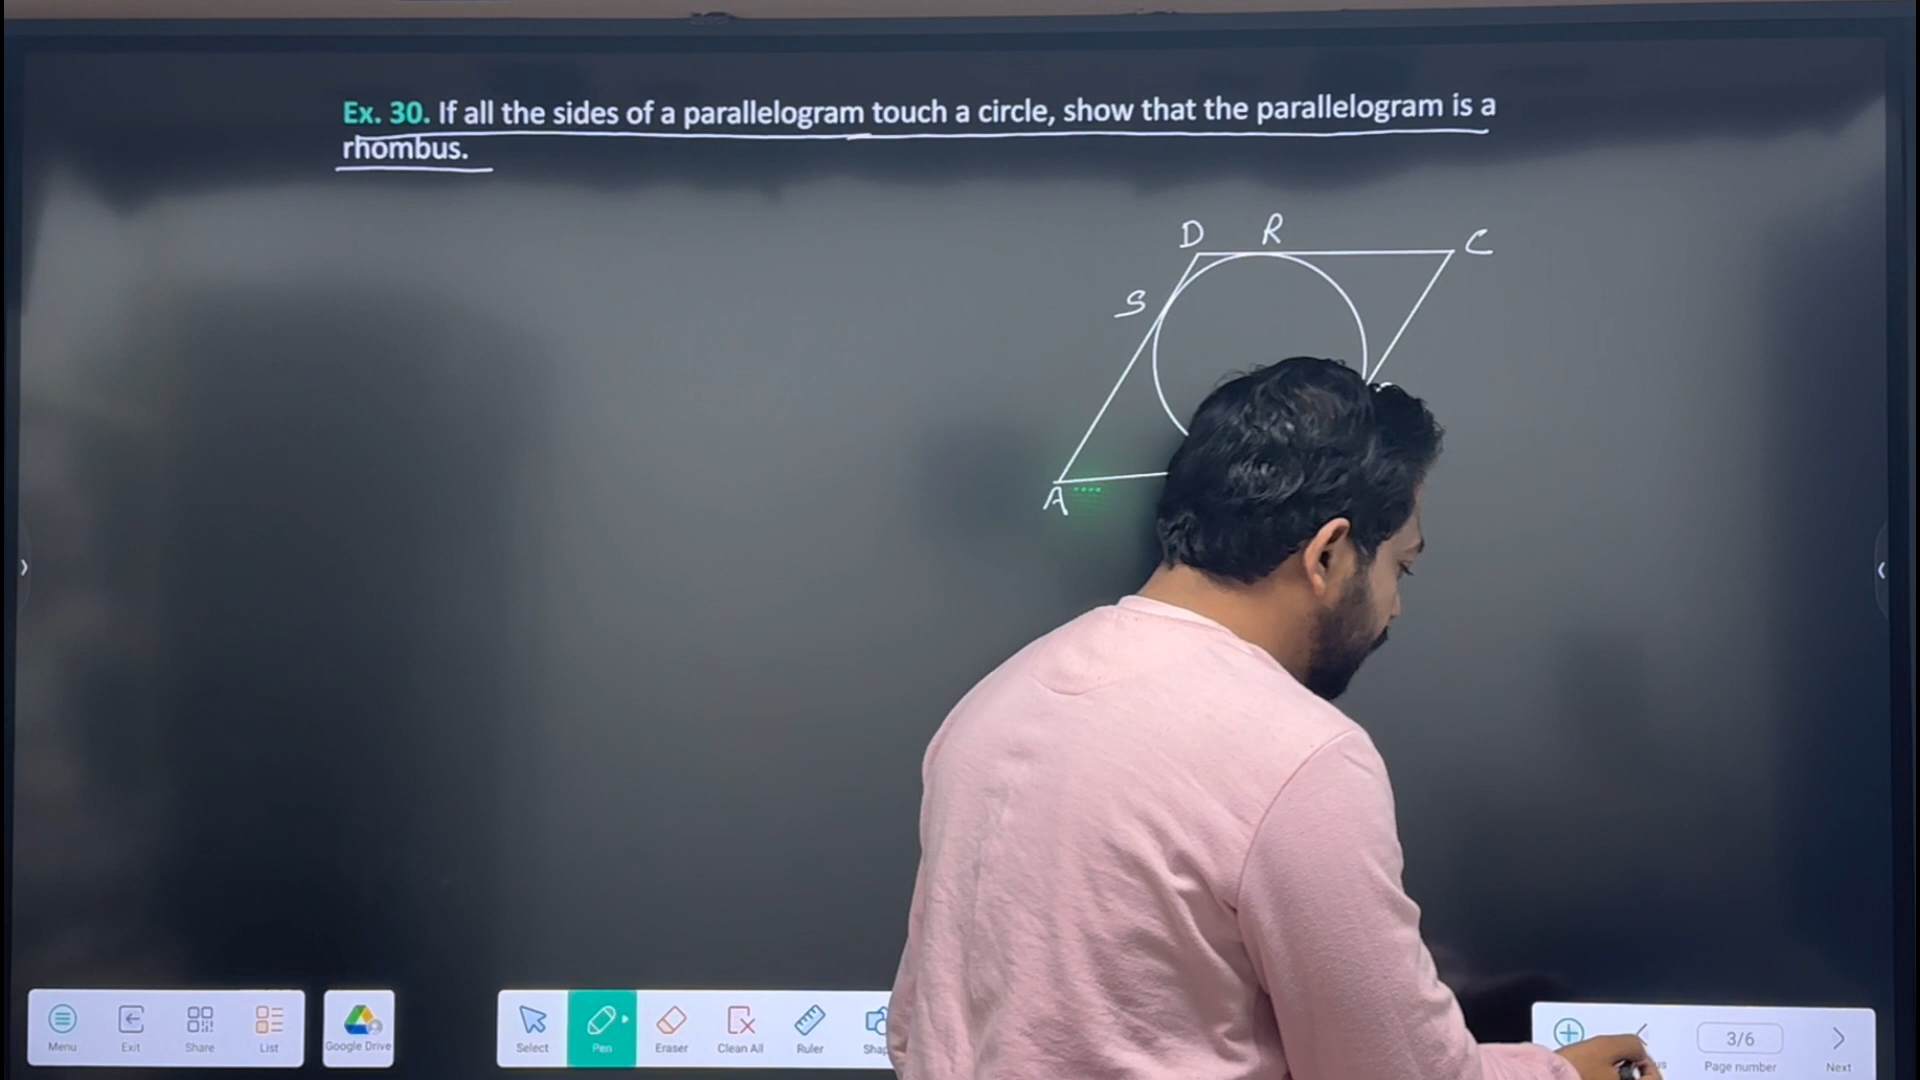 Ex. 30. If all the sides of a parallelogram touch a circle, show that the parallelogram is a
rhombus.
D R C
S
A
Menu Exit Share List Google Drive Select Pen Eraser Clean All Ruler 3/6 Page number Next